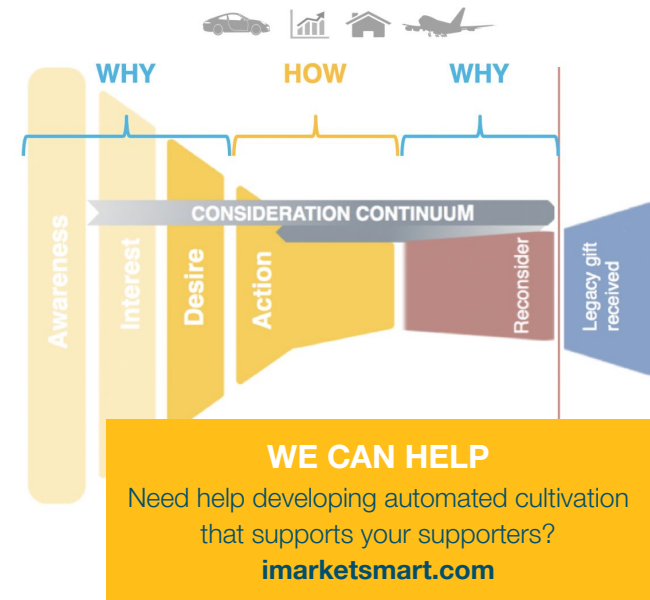 WHY
HOW
WHY
CONSIDERATION CONTINUUM
Awareness
Interest
Desire
Action
Reconsider
Legacy gift
received
WE CAN HELP
Need help developing automated cultivation
that supports your supporters?
imarketsmart.com